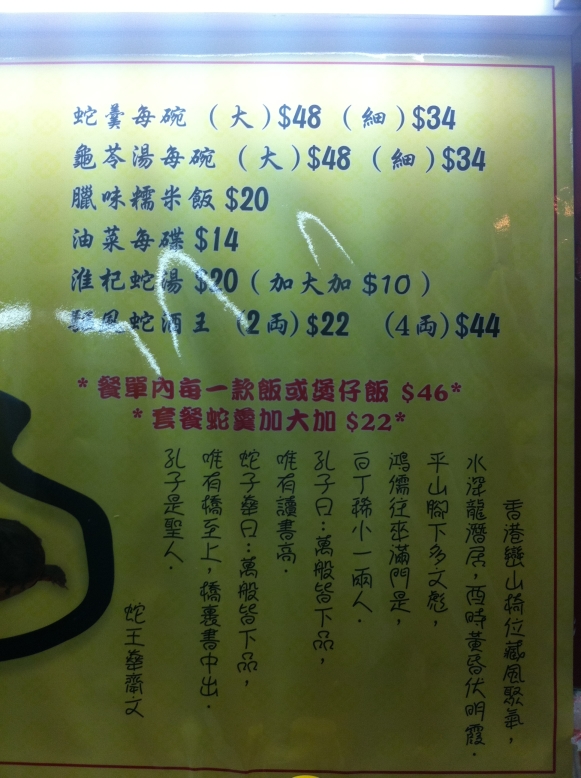 蛇羹每碗 (大)$48 (細)$34
龜苓湯每碗 (大)$48 (細)$34
臘味糯米飯 $20
油菜每碟 $14
淮杞蛇湯 $20 (加大加 $10)
風蛇酒王 (2両)$22 (4両)$44
*餐單內每一款飯或煲仔飯 $46*
*套餐蛇羹加大加 $22*
香港巒山椅位藏風聚氣，
水深龍潛居，酉時黃昏伏明霞．
平山腳下多文彪，
鴻儒往來滿門是，
白丁稀小一兩人．
孔子曰：萬般皆下品，
唯有讀書高．
蛇子華曰：萬般皆下品，
唯有橋至上，橋裏書中出．
孔子是聖人．
蛇王華齋文